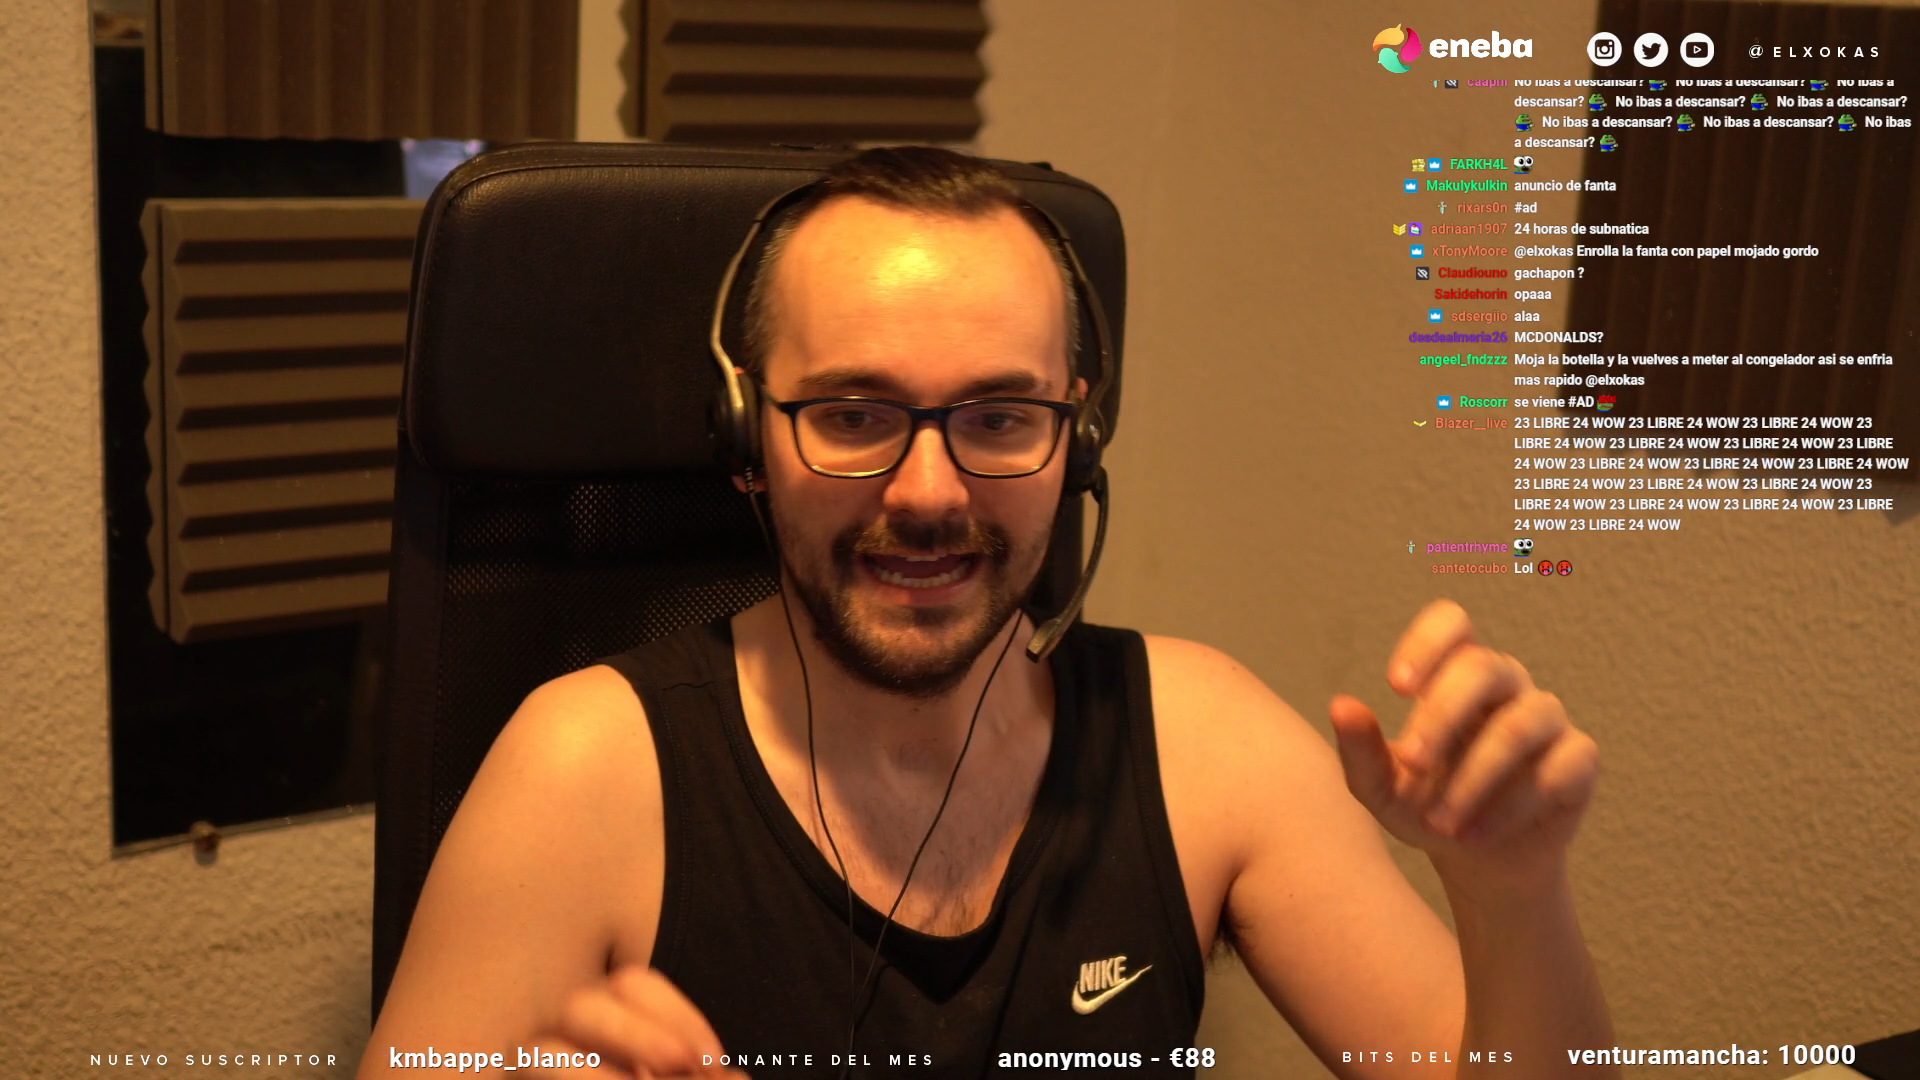 eneba
@ELXOKAS
caapm No ibas a descansar? No ibas a descansar? No ibas a
descansar? No ibas a descansar? No ibas a descansar?
No ibas a descansar? No ibas a descansar? No ibas
a descansar?
FARKH4L
Makulykulkin anuncio de fanta
rixars0n #ad
adriaan1907 24 horas de subnatica
xTonyMoore @elxokas Enrolla la fanta con papel mojado gordo
Claudiouno gachapon ?
Sakidehorin opaaa
sdsergiio alaa
desdealmeria26 MCDONALDS?
angeel_fndzzz Moja la botella y la vuelves a meter al congelador asi se enfria
mas rapido @elxokas
Roscorr se viene #AD
Blazer__live 23 LIBRE 24 WOW 23 LIBRE 24 WOW 23 LIBRE 24 WOW 23
LIBRE 24 WOW 23 LIBRE 24 WOW 23 LIBRE 24 WOW 23 LIBRE
24 WOW 23 LIBRE 24 WOW 23 LIBRE 24 WOW 23 LIBRE 24 WOW
23 LIBRE 24 WOW 23 LIBRE 24 WOW 23 LIBRE 24 WOW 23
LIBRE 24 WOW 23 LIBRE 24 WOW 23 LIBRE 24 WOW 23 LIBRE
24 WOW 23 LIBRE 24 WOW
patientrhyme
santetocubo Lol
NIKE
NUEVO SUSCRIPTOR kmbappe_blanco DONANTE DEL MES anonymous - €88 BITS DEL MES venturamancha: 10000